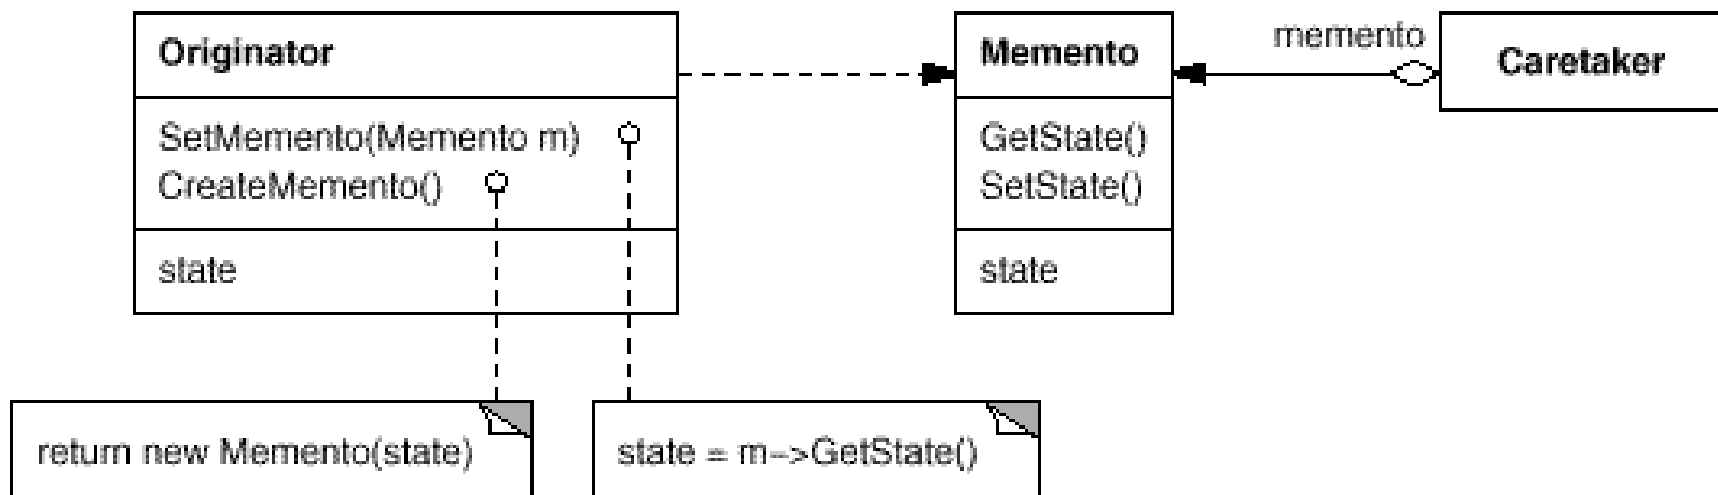 Originator
SetMemento(Memento m)
CreateMemento()
state
Memento
GetState()
SetState()
state
memento
Caretaker
return new Memento(state)
state = m->GetState()